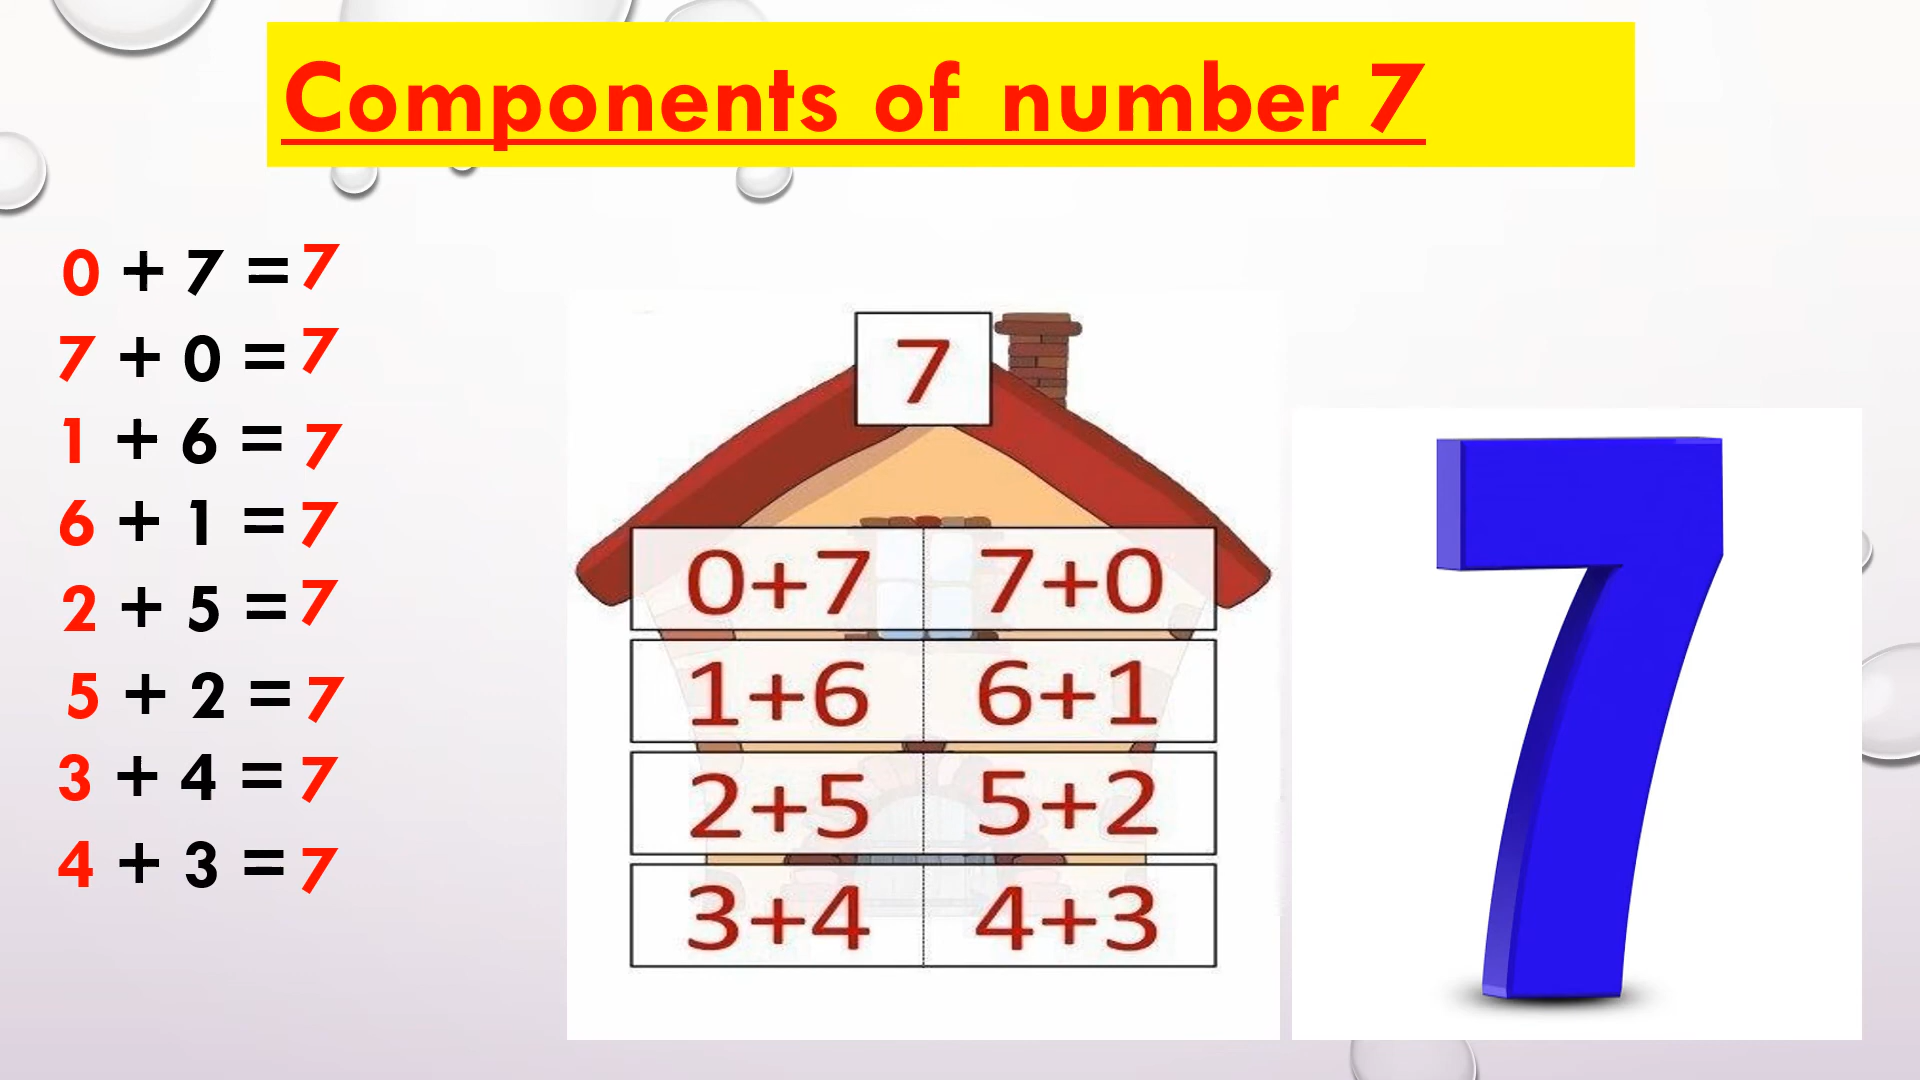 Components of number 7
0 + 7 = 7
7 + 0 = 7
1 + 6 = 7
6 + 1 = 7
2 + 5 = 7
5 + 2 = 7
3 + 4 = 7
4 + 3 = 7
7
0+7 7+0
1+6 6+1
2+5 5+2
3+4 4+3
7